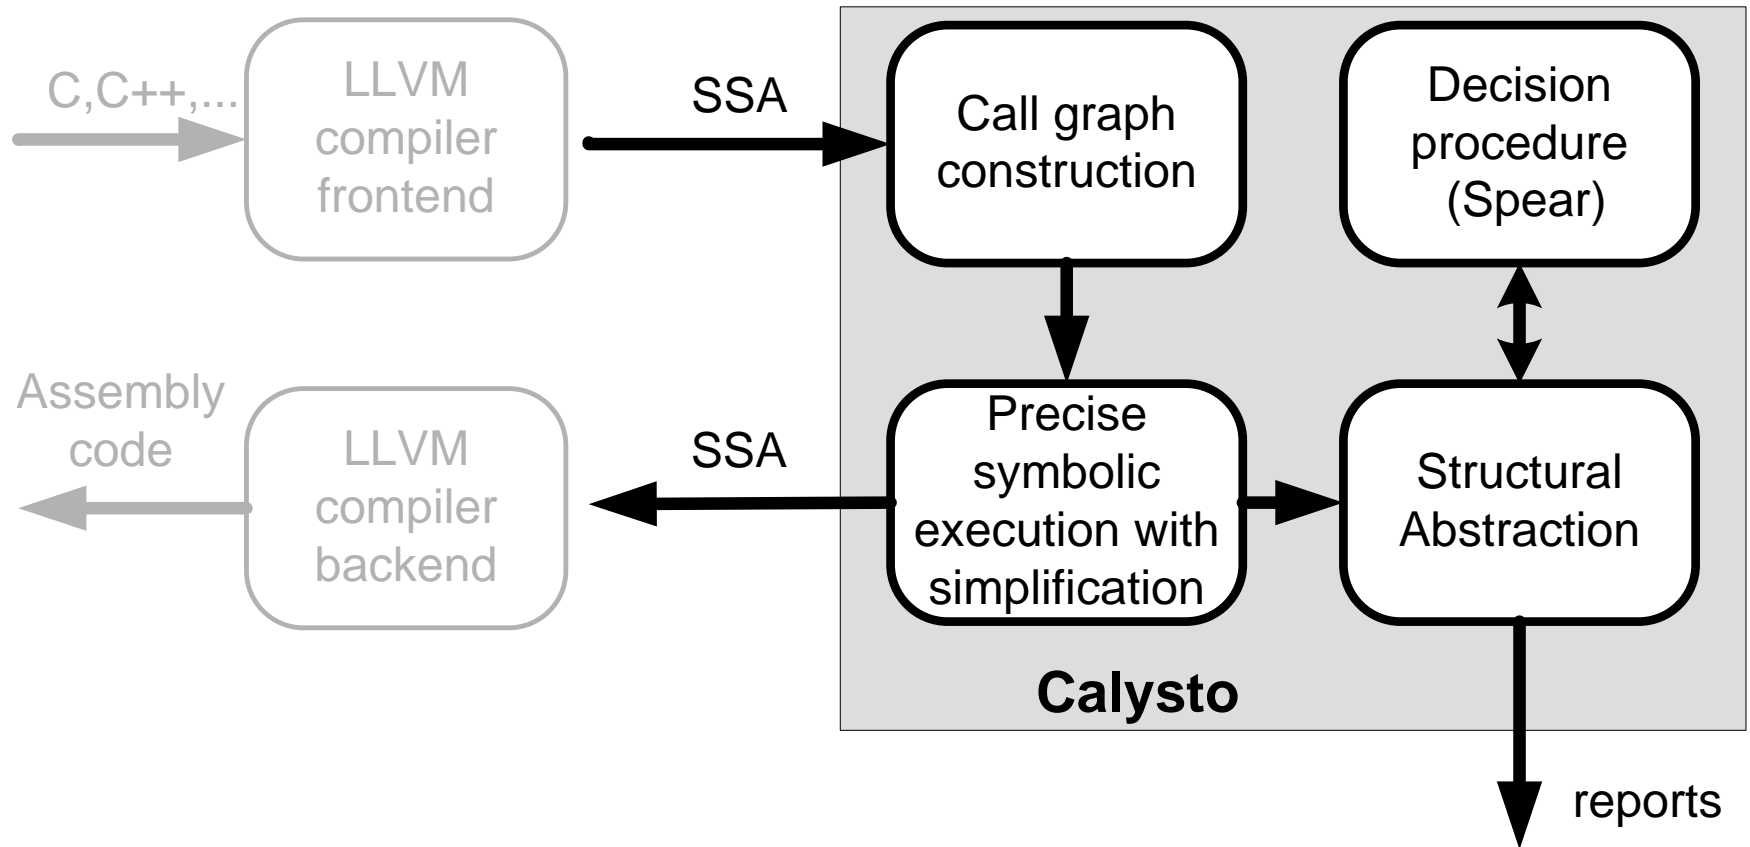 C,C++,...
LLVM
compiler
frontend
SSA
Call graph
construction
Decision
procedure
(Spear)
Assembly
code
LLVM
compiler
backend
SSA
Precise
symbolic
execution with
simplification
Structural
Abstraction
Calysto
reports